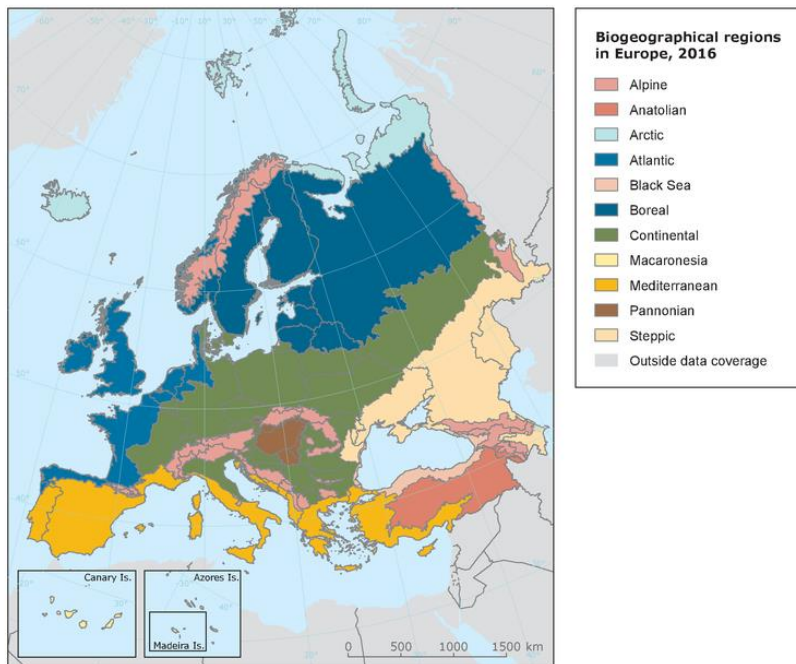 Biogeographical regions
in Europe, 2016
Alpine
Anatolian
Arctic
Atlantic
Black Sea
Boreal
Continental
Macaronesia
Mediterranean
Pannonian
Steppic
Outside data coverage
Canary Is.
Azores Is.
Madeira Is.
0 500 1000 1500 km